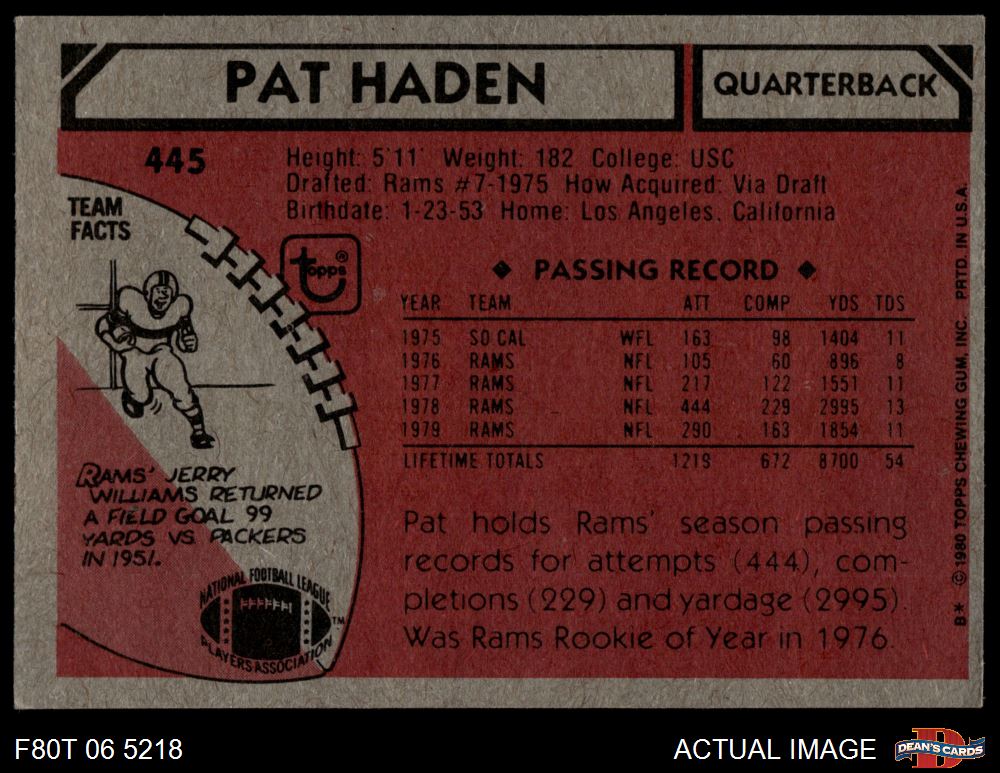 PAT HADEN
QUARTERBACK
445
Height: 5'11" Weight: 182 College: USC
Drafted: Rams #7-1975 How Acquired: Via Draft
Birthdate: 1-23-53 Home: Los Angeles, California
TEAM
FACTS
topps®
RAMS' JERRY
WILLIAMS RETURNED
A FIELD GOAL 99
YARDS VS. PACKERS
IN 1951.
NATIONAL FOOTBALL LEAGUE
PLAYERS ASSOCIATION
TM
◆ PASSING RECORD ◆
YEAR TEAM ATT COMP YDS TDS
1975 SO CAL WFL 163 98 1404 11
1976 RAMS NFL 105 60 896 8
1977 RAMS NFL 217 122 1551 11
1978 RAMS NFL 444 229 2995 13
1979 RAMS NFL 290 163 1854 11
LIFETIME TOTALS 1219 672 8700 54
Pat holds Rams' season passing
records for attempts (444), com-
pletions (229) and yardage (2995).
Was Rams Rookie of Year in 1976.
B* © 1980 TOPPS CHEWING GUM, INC. PRTD. IN U.S.A.
F80T 06 5218
ACTUAL IMAGE
D
DEAN'S CARDS